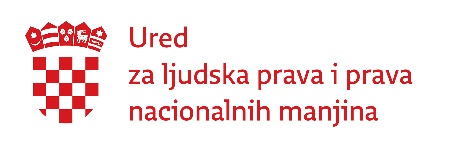 Ured
za ljudska prava i prava
nacionalnih manjina